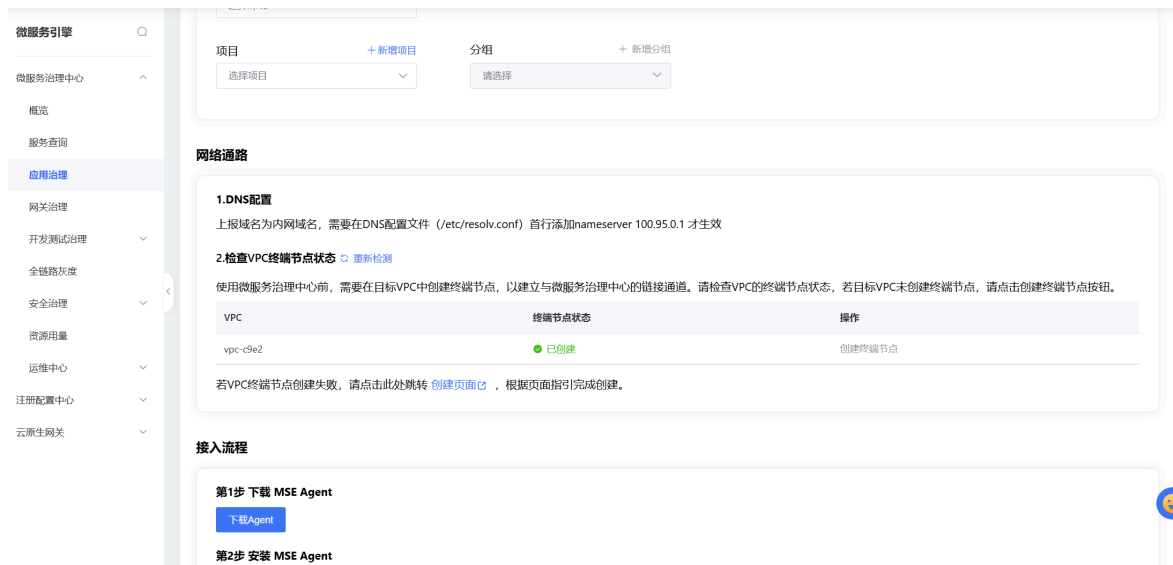 微服务引擎
微服务治理中心
概览
服务查询
应用治理
网关治理
开发测试治理
全链路灰度
安全治理
资源用量
运维中心
注册配置中心
云原生网关
项目
+ 新增项目
分组
+ 新增分组
选择项目
请选择
网络通路
1.DNS配置
上报域名为内网域名，需要在DNS配置文件（/etc/resolv.conf）首行添加nameserver 100.95.0.1 才生效
2.检查VPC终端节点状态 重新检测
使用微服务治理中心前，需要在目标VPC中创建终端节点，以建立与微服务治理中心的链接通道。请检查VPC的终端节点状态，若目标VPC未创建终端节点，请点击创建终端节点按钮。
VPC 终端节点状态 操作
vpc-c9e2 已创建 创建终端节点
若VPC终端节点创建失败，请点击此处跳转 创建页面 ，根据页面指引完成创建。
接入流程
第1步 下载 MSE Agent
下载Agent
第2步 安装 MSE Agent